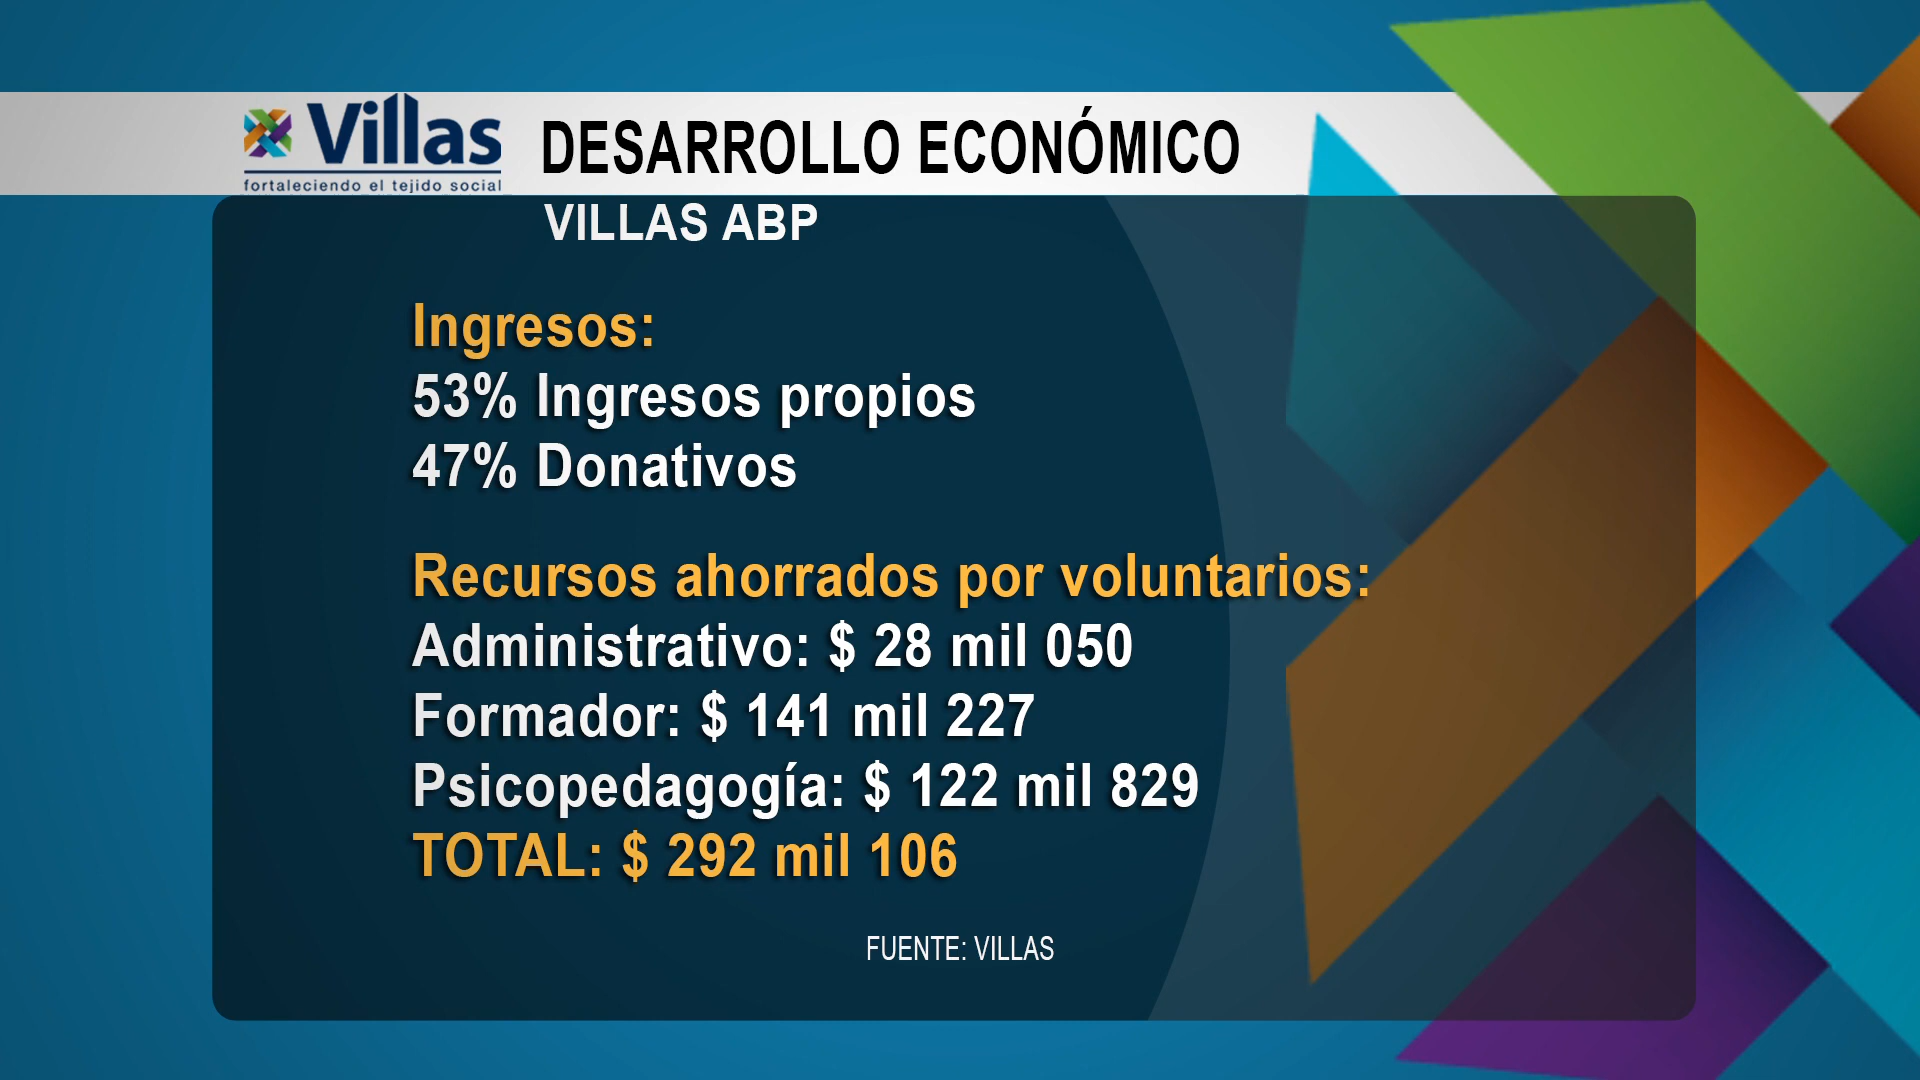 Villas
fortaleciendo el tejido social
DESARROLLO ECONÓMICO
VILLAS ABP
Ingresos:
53% Ingresos propios
47% Donativos
Recursos ahorrados por voluntarios:
Administrativo: $ 28 mil 050
Formador: $ 141 mil 227
Psicopedagogía: $ 122 mil 829
TOTAL: $ 292 mil 106
FUENTE: VILLAS